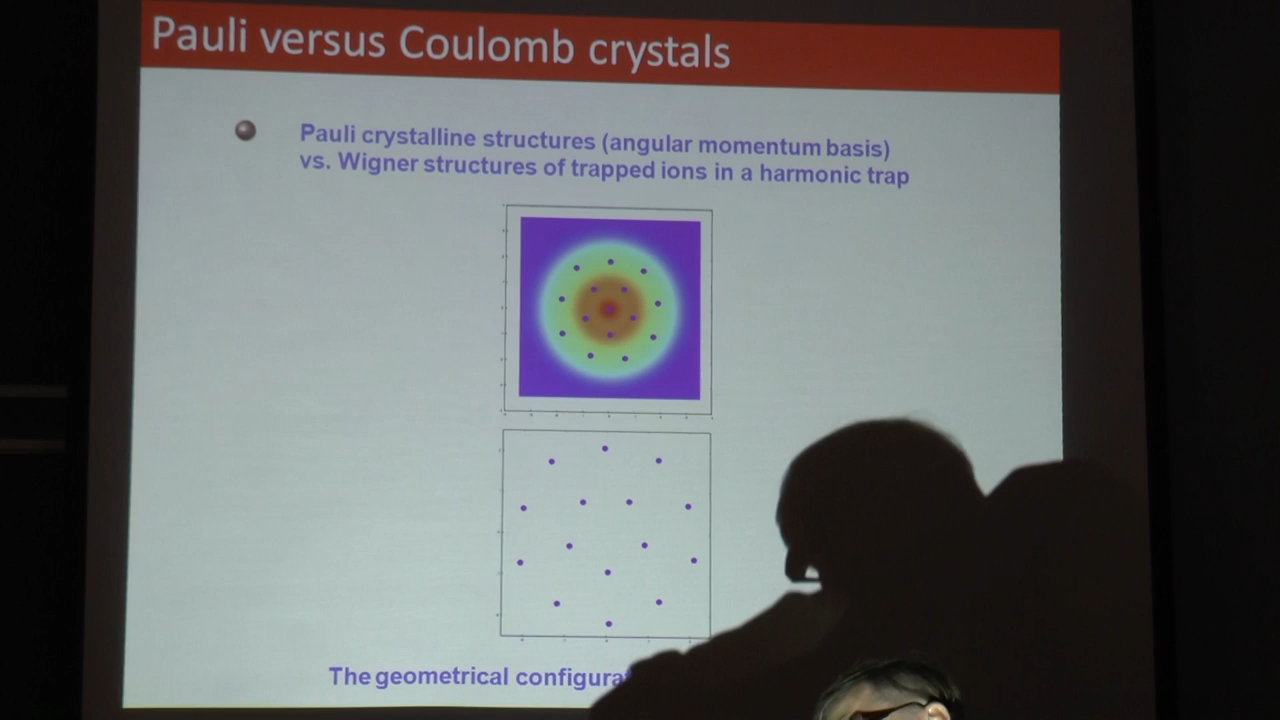 Pauli versus Coulomb crystals
Pauli crystalline structures (angular momentum basis)
vs. Wigner structures of trapped ions in a harmonic trap
The geometrical